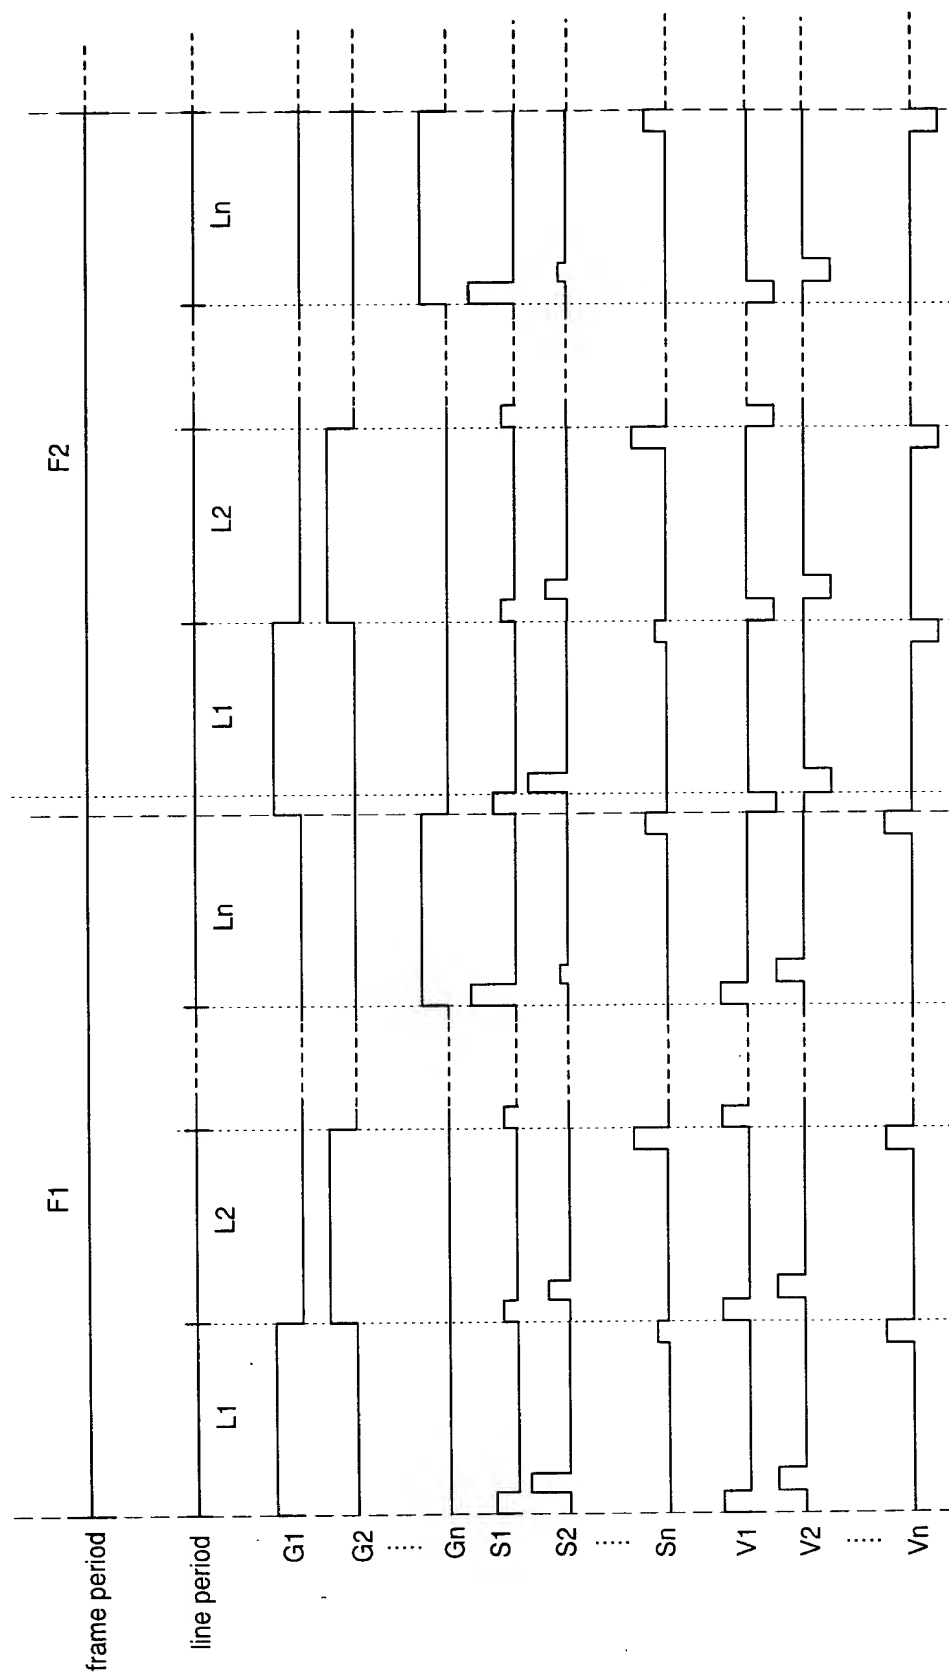 frame period
F1
F2
line period
L1
L2
Ln
L1
L2
Ln
G1
G2
......
Gn
S1
S2
......
Sn
V1
V2
......
Vn